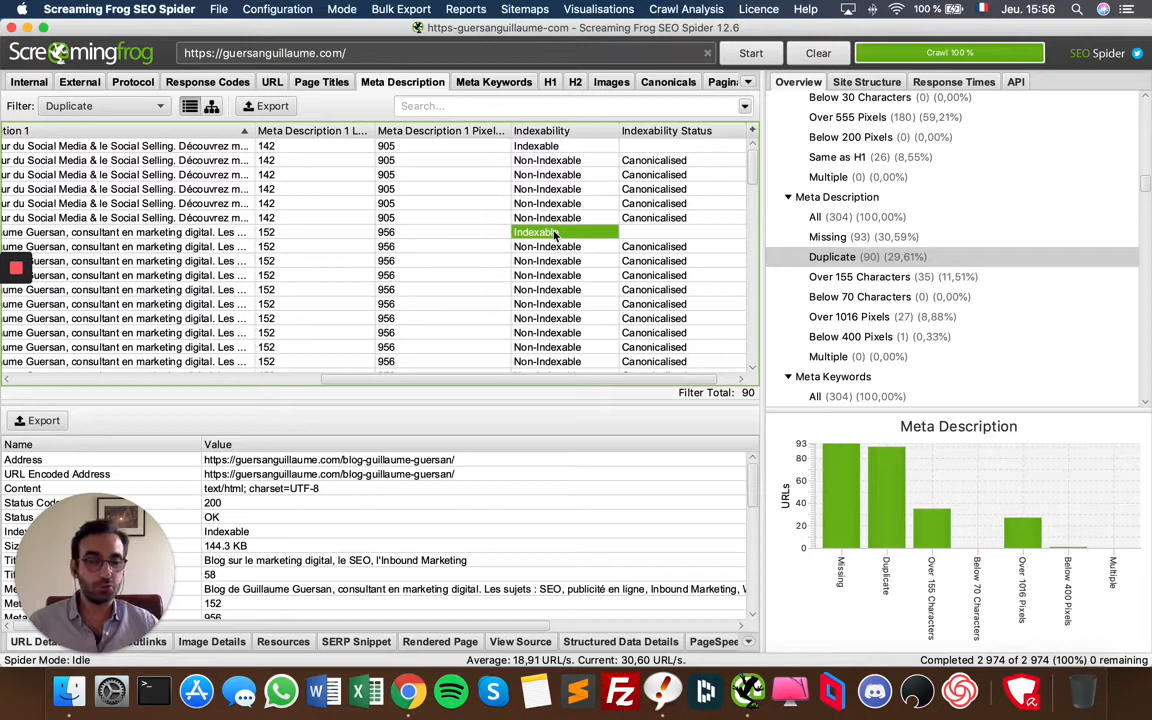 Screaming Frog SEO Spider File Configuration Mode Bulk Export Reports Sitemaps Visualisations Crawl Analysis Licence Help 100 % Jeu. 15:56
https-guersanguillaume-com - Screaming Frog SEO Spider 12.6
Screamingfrog https://guersanguillaume.com/ × Start Clear Crawl 100 % SEO Spider
Internal External Protocol Response Codes URL Page Titles Meta Description Meta Keywords H1 H2 Images Canonicals Pagin
Filter: Duplicate Export Search...
tion 1 Meta Description 1 L... Meta Description 1 Pixel... Indexability Indexability Status
ur du Social Media & le Social Selling. Découvrez m... 142 905 Indexable
ur du Social Media & le Social Selling. Découvrez m... 142 905 Non-Indexable Canonicalised
ur du Social Media & le Social Selling. Découvrez m... 142 905 Non-Indexable Canonicalised
ur du Social Media & le Social Selling. Découvrez m... 142 905 Non-Indexable Canonicalised
ur du Social Media & le Social Selling. Découvrez m... 142 905 Non-Indexable Canonicalised
ur du Social Media & le Social Selling. Découvrez m... 142 905 Non-Indexable Canonicalised
ume Guersan, consultant en marketing digital. Les ... 152 956 Indexable
ume Guersan, consultant en marketing digital. Les ... 152 956 Non-Indexable Canonicalised
ume Guersan, consultant en marketing digital. Les ... 152 956 Non-Indexable Canonicalised
ume Guersan, consultant en marketing digital. Les ... 152 956 Non-Indexable Canonicalised
ume Guersan, consultant en marketing digital. Les ... 152 956 Non-Indexable Canonicalised
ume Guersan, consultant en marketing digital. Les ... 152 956 Non-Indexable Canonicalised
ume Guersan, consultant en marketing digital. Les ... 152 956 Non-Indexable Canonicalised
ume Guersan, consultant en marketing digital. Les ... 152 956 Non-Indexable Canonicalised
ume Guersan, consultant en marketing digital. Les ... 152 956 Non-Indexable Canonicalised
Filter Total: 90
Export
Name Value
Address https://guersanguillaume.com/blog-guillaume-guersan/
URL Encoded Address https://guersanguillaume.com/blog-guillaume-guersan/
Content text/html; charset=UTF-8
Status Code 200
Status OK
Inde Indexable
Siz 144.3 KB
Tit Blog sur le marketing digital, le SEO, l'Inbound Marketing
Tit 58
Me Blog de Guillaume Guersan, consultant en marketing digital. Les sujets : SEO, publicité en ligne, Inbound Marketing, W
Met 152
Met 956
URL Det utlinks Image Details Resources SERP Snippet Rendered Page View Source Structured Data Details PageSpee
Spider Mode: Idle Average: 18,91 URL/s. Current: 30,60 URL/s. Completed 2 974 of 2 974 (100%) 0 remaining
Overview Site Structure Response Times API
Below 30 Characters (0) (0,00%)
Over 555 Pixels (180) (59,21%)
Below 200 Pixels (0) (0,00%)
Same as H1 (26) (8,55%)
Multiple (0) (0,00%)
Meta Description
All (304) (100,00%)
Missing (93) (30,59%)
Duplicate (90) (29,61%)
Over 155 Characters (35) (11,51%)
Below 70 Characters (0) (0,00%)
Over 1016 Pixels (27) (8,88%)
Below 400 Pixels (1) (0,33%)
Multiple (0) (0,00%)
Meta Keywords
All (304) (100,00%)
Meta Description
URLs
93
80
60
40
20
0
Missing
Duplicate
Over 155 Characters
Below 70 Characters
Over 1016 Pixels
Below 400 Pixels
Multiple